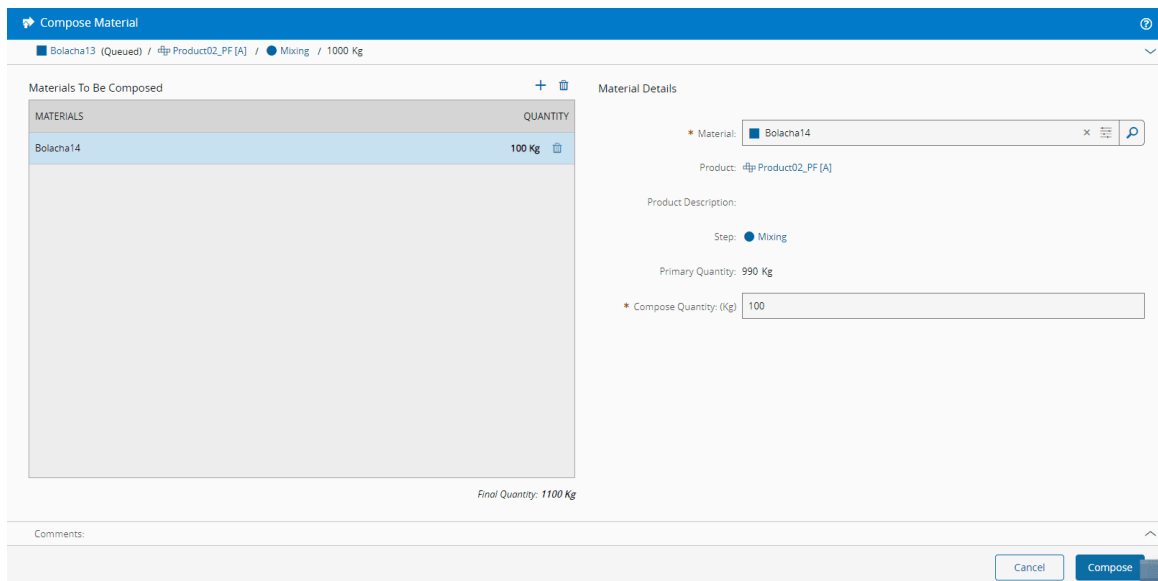 Compose Material
Bolacha13 (Queued) / Product02_PF [A] / Mixing / 1000 Kg
Materials To Be Composed
MATERIALS QUANTITY
Bolacha14 100 Kg
Final Quantity: 1100 Kg
Material Details
* Material: Bolacha14
Product: Product02_PF [A]
Product Description:
Step: Mixing
Primary Quantity: 990 Kg
* Compose Quantity: (Kg) 100
Comments:
Cancel Compose